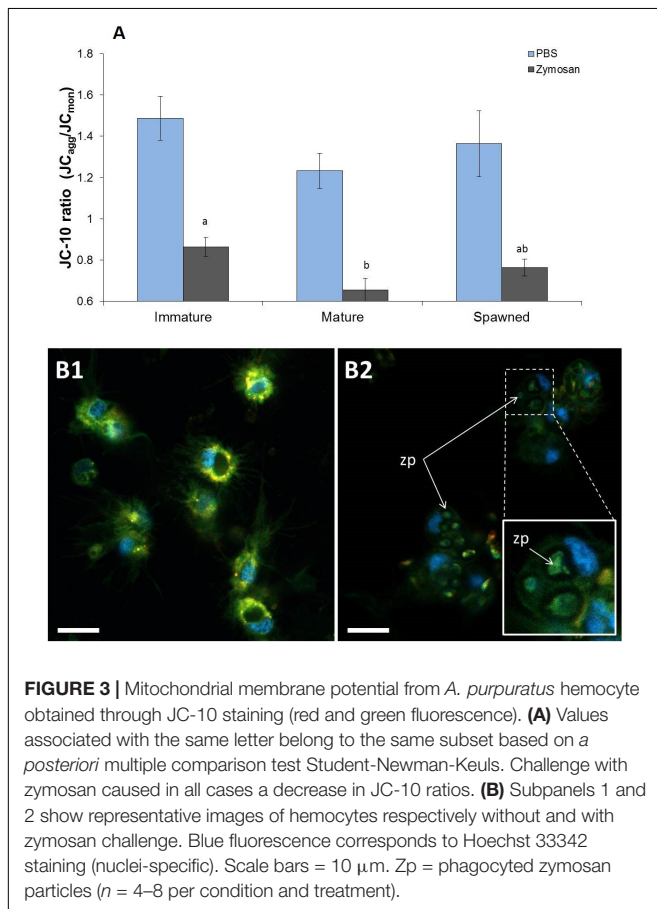 A
PBS
Zymosan
1.8
1.6
1.4
1.2
1
0.8
0.6
JC-10 ratio (JCagg/JCmon)
a
b
ab
Immature
Mature
Spawned
B1
B2
zp
zp
FIGURE 3 | Mitochondrial membrane potential from A. purpuratus hemocyte
obtained through JC-10 staining (red and green fluorescence). (A) Values
associated with the same letter belong to the same subset based on a
posteriori multiple comparison test Student-Newman-Keuls. Challenge with
zymosan caused in all cases a decrease in JC-10 ratios. (B) Subpanels 1 and
2 show representative images of hemocytes respectively without and with
zymosan challenge. Blue fluorescence corresponds to Hoechst 33342
staining (nuclei-specific). Scale bars = 10 μm. Zp = phagocyted zymosan
particles (n = 4–8 per condition and treatment).